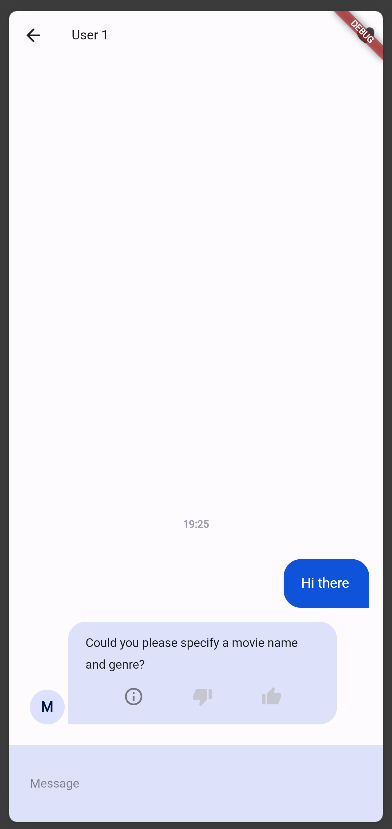 User 1
DEBUG
19:25
Hi there
Could you please specify a movie name
and genre?
M
Message